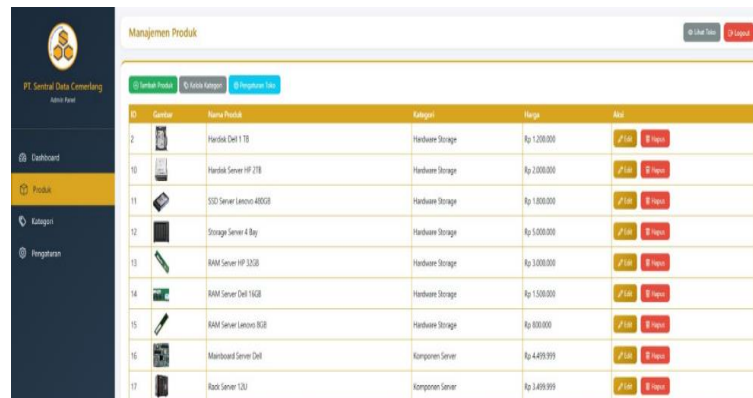 Manajemen Produk
Lihat Toko
Logout
PT. Sentral Data Cemerlang
Admin Panel
Dashboard
Produk
Kategori
Pengaturan
Tambah Produk
Kelola Kategori
Pengaturan Toko
ID Gambar Nama Produk Kategori Harga Aksi
2 Hardisk Dell 1 TB Hardware Storage Rp 1.200.000 Edit Hapus
10 Hardisk Server HP 2TB Hardware Storage Rp 2.000.000 Edit Hapus
11 SSD Server Lenovo 480GB Hardware Storage Rp 1.800.000 Edit Hapus
12 Storage Server 4 Bay Hardware Storage Rp 5.000.000 Edit Hapus
13 RAM Server HP 32GB Hardware Storage Rp 3.000.000 Edit Hapus
14 RAM Server Dell 16GB Hardware Storage Rp 1.500.000 Edit Hapus
15 RAM Server Lenovo 8GB Hardware Storage Rp 800.000 Edit Hapus
16 Mainboard Server Dell Komponen Server Rp 4.499.999 Edit Hapus
17 Rack Server 12U Komponen Server Rp 3.499.999 Edit Hapus